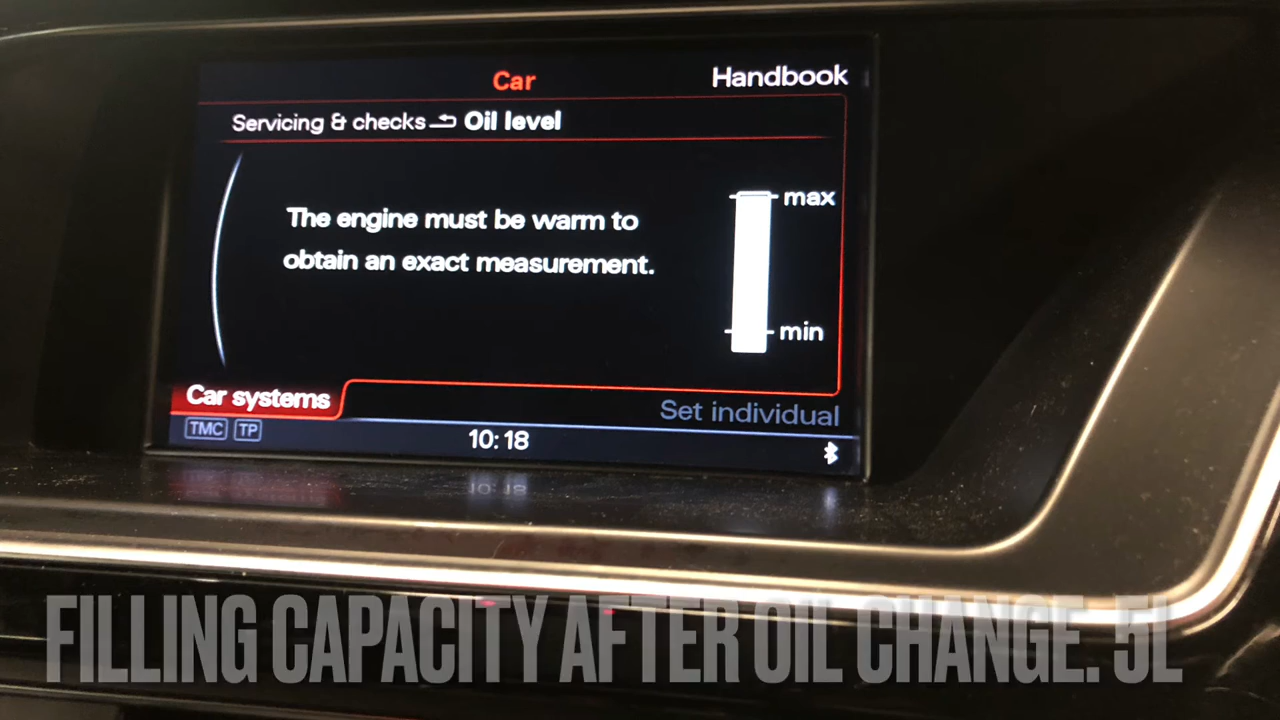 Car
Handbook
Servicing & checks Oil level
The engine must be warm to
obtain an exact measurement.
max
min
Car systems
Set individual
TMC TP
10:18
FILLING CAPACITY AFTER OIL CHANGE. 5L